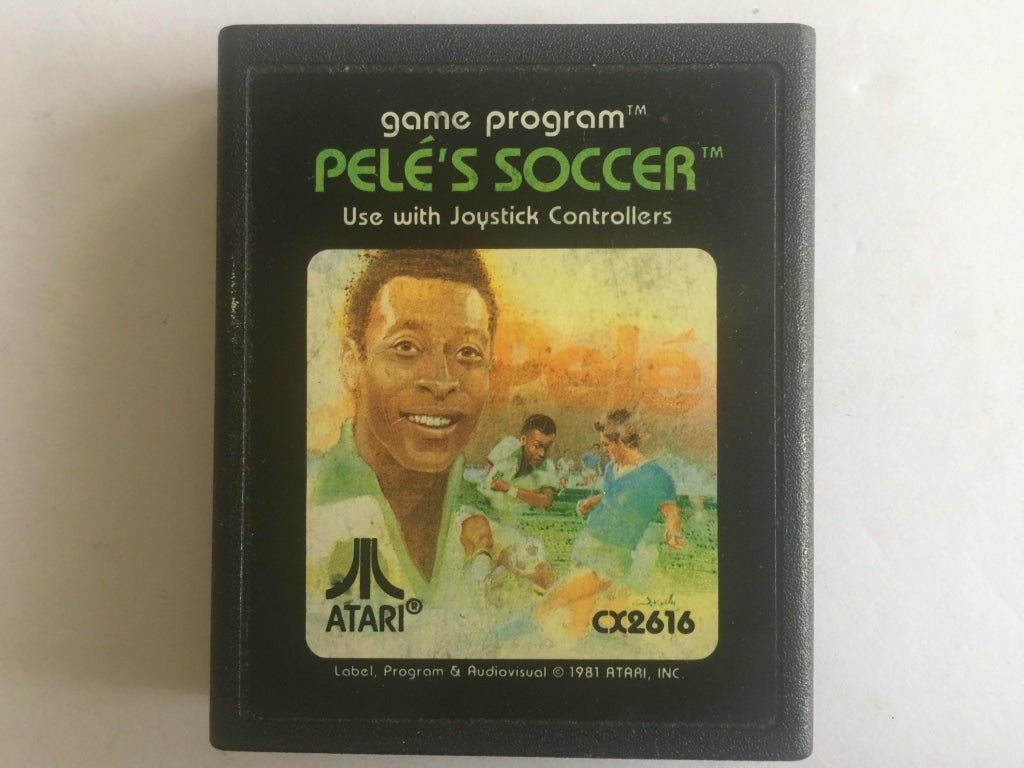 game program™
PELÉ'S SOCCER™
Use with Joystick Controllers
Pelé
ATARI®
CX2616
Label, Program & Audiovisual © 1981 ATARI, INC.